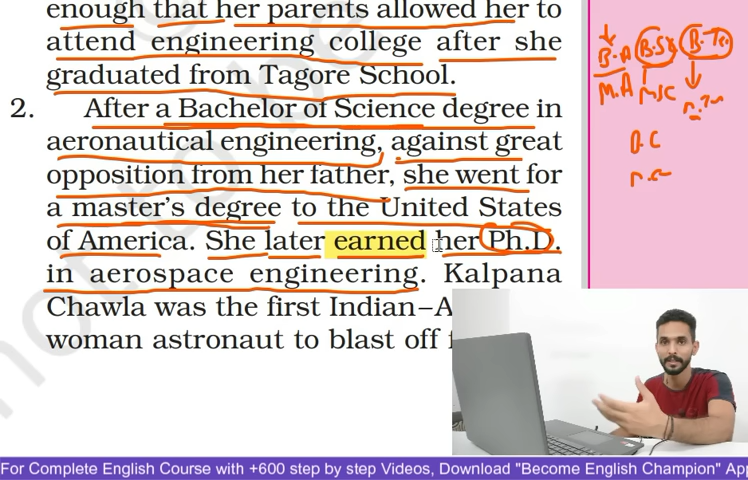 enough that her parents allowed her to
attend engineering college after she
graduated from Tagore School.
2. After a Bachelor of Science degree in
aeronautical engineering, against great
opposition from her father, she went for
a master's degree to the United States
of America. She later earned her Ph.D.
in aerospace engineering. Kalpana
Chawla was the first Indian–A
woman astronaut to blast off
B.A B.Sc B.Te
M.A M.SC
B.C
For Complete English Course with +600 step by step Videos, Download "Become English Champion" Ap